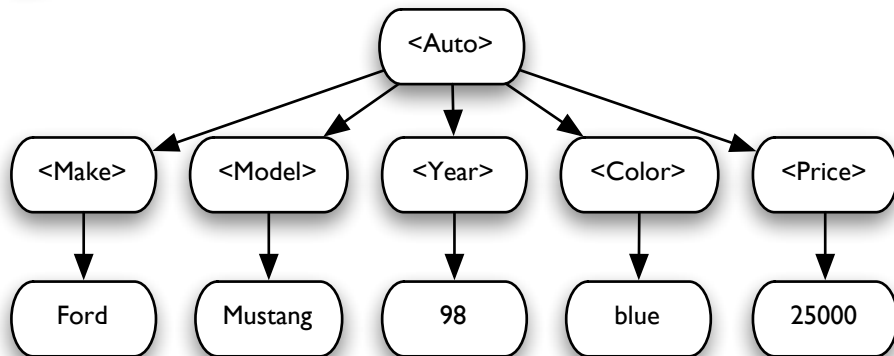 <Auto>
<Make> <Model> <Year> <Color> <Price>
Ford Mustang 98 blue 25000